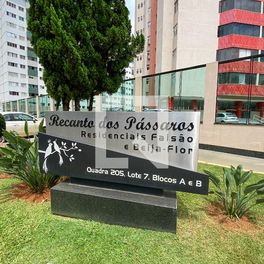 Recanto dos Pássaros
Residenciais Faisão
e Beija-Flor
Quadra 205, Lote 7, Blocos A e B